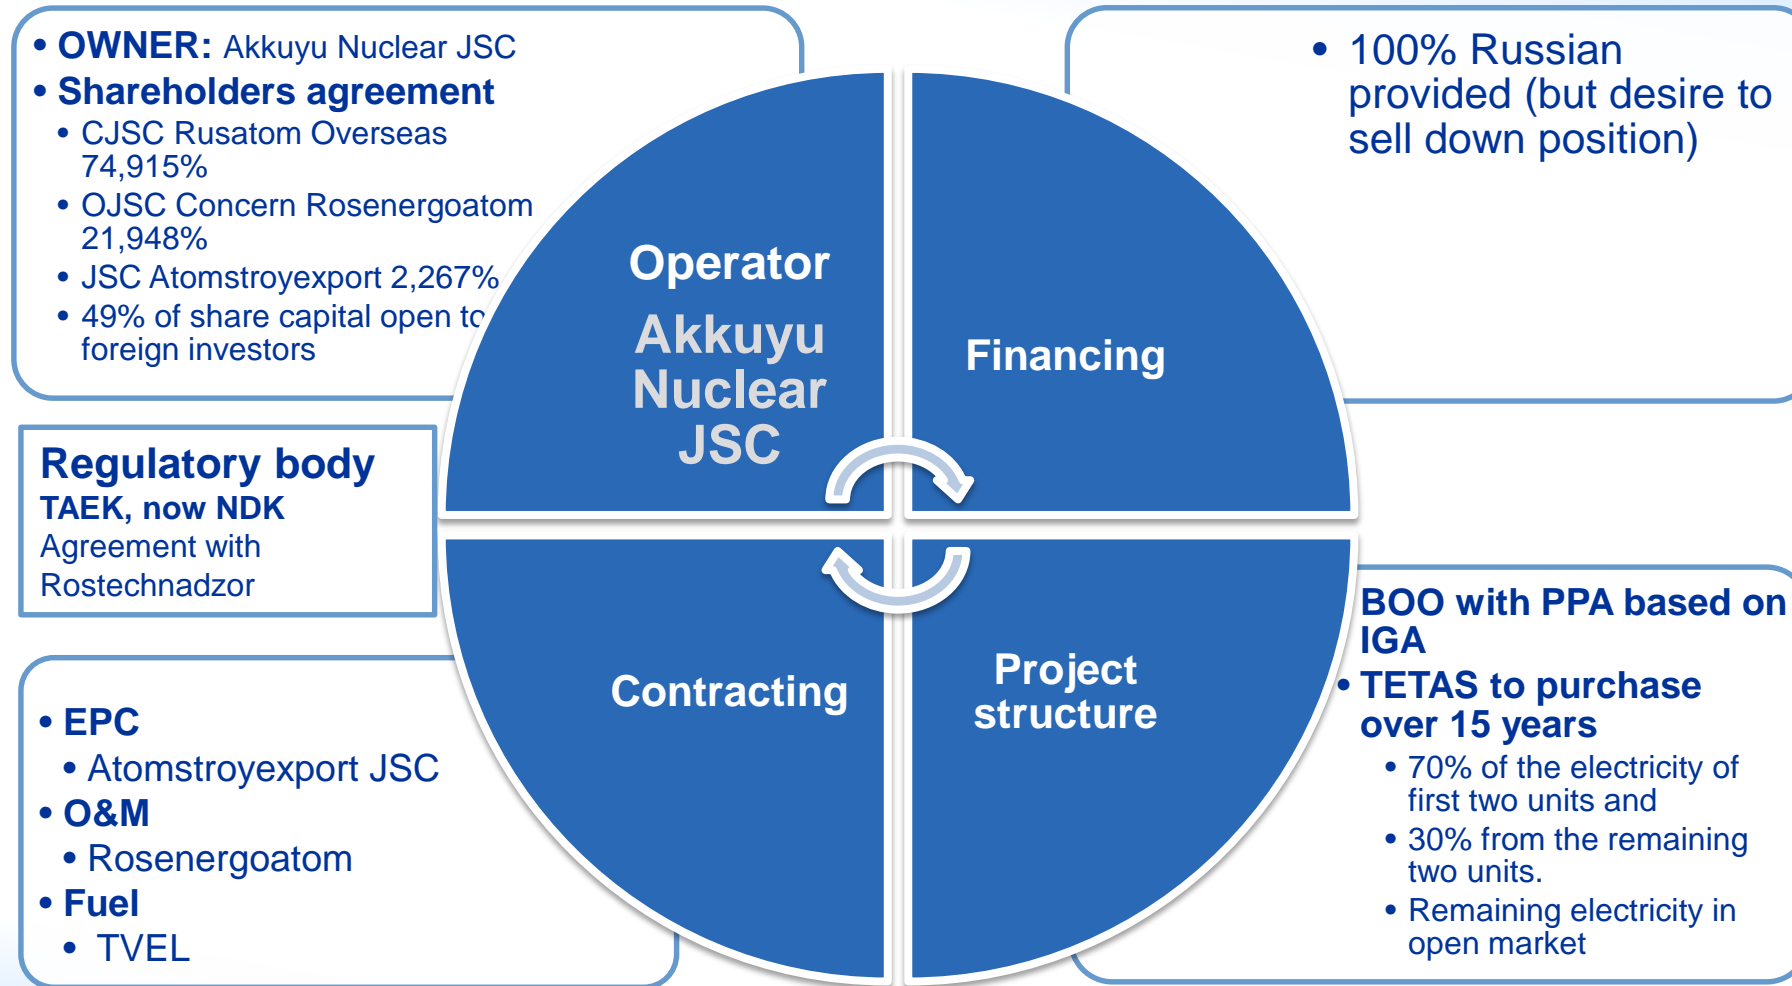 • OWNER: Akkuyu Nuclear JSC
• Shareholders agreement
• CJSC Rusatom Overseas
74,915%
• OJSC Concern Rosenergoatom
21,948%
• JSC Atomstroyexport 2,267%
• 49% of share capital open to
foreign investors
• 100% Russian
provided (but desire to
sell down position)
Operator
Akkuyu
Nuclear
JSC
Financing
Regulatory body
TAEK, now NDK
Agreement with
Rostechnadzor
Contracting
Project
structure
• EPC
• Atomstroyexport JSC
• O&M
• Rosenergoatom
• Fuel
• TVEL
BOO with PPA based on
IGA
• TETAS to purchase
over 15 years
• 70% of the electricity of
first two units and
• 30% from the remaining
two units.
• Remaining electricity in
open market